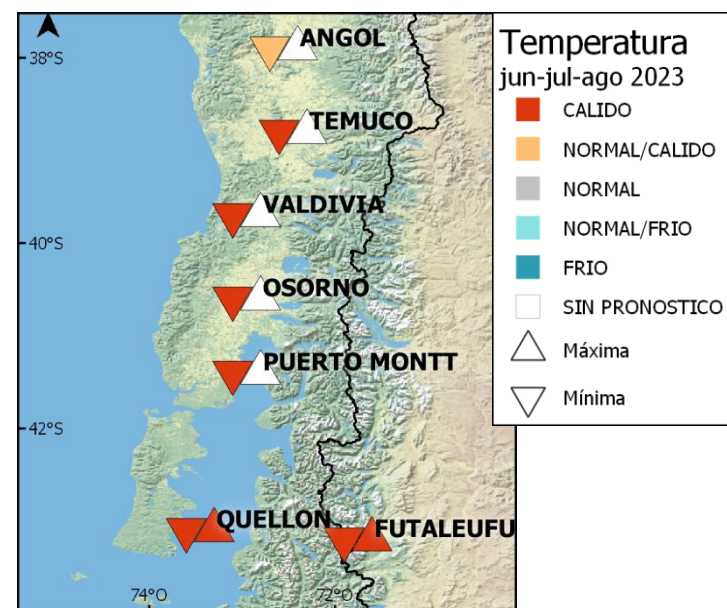 ANGOL
38°S
TEMUCO
VALDIVIA
40°S
OSORNO
PUERTO MONTT
42°S
QUELLON
FUTALEUFU
74°O
72°O
Temperatura
jun-jul-ago 2023
CALIDO
NORMAL/CALIDO
NORMAL
NORMAL/FRIO
FRIO
SIN PRONOSTICO
Máxima
Mínima